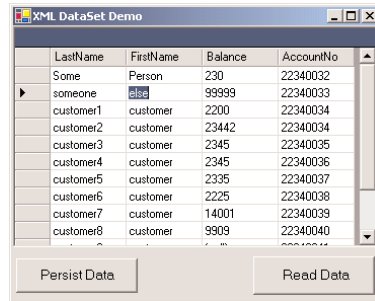 XML DataSet Demo
LastName FirstName Balance AccountNo
Some Person 230 22340032
someone else 99999 22340033
customer1 customer 2200 22340034
customer2 customer 23442 22340034
customer3 customer 2345 22340035
customer4 customer 2345 22340036
customer5 customer 2335 22340037
customer6 customer 2225 22340038
customer7 customer 14001 22340039
customer8 customer 9909 22340040
Persist Data Read Data